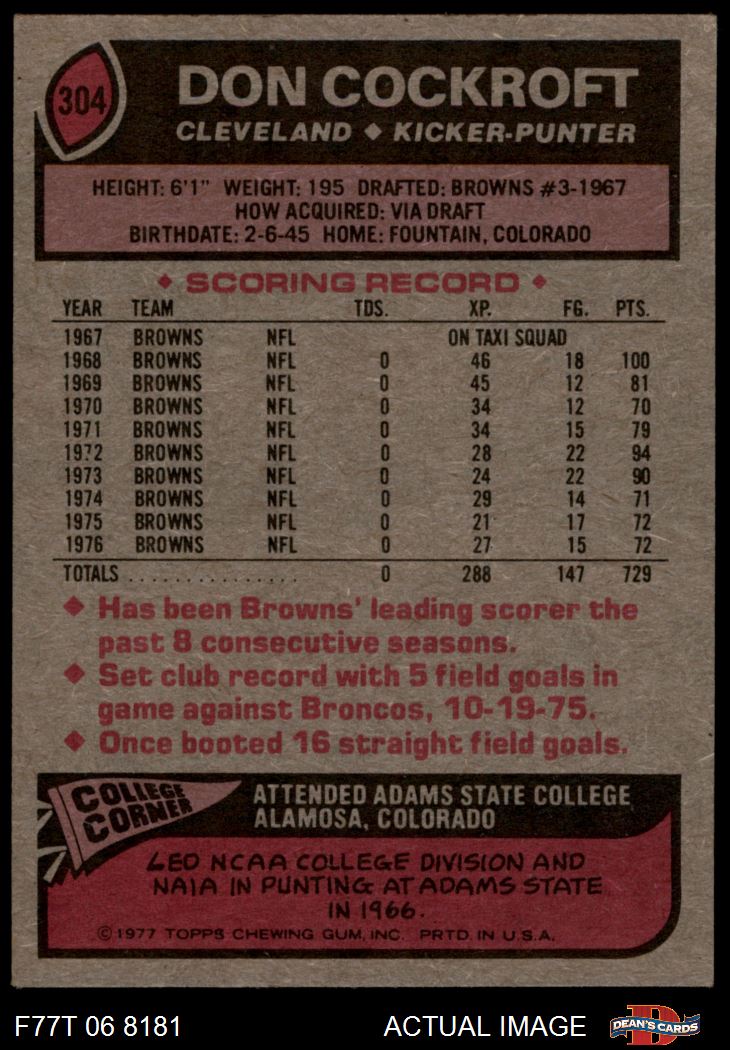 304
DON COCKROFT
CLEVELAND ◆ KICKER-PUNTER
HEIGHT: 6'1" WEIGHT: 195 DRAFTED: BROWNS #3-1967
HOW ACQUIRED: VIA DRAFT
BIRTHDATE: 2-6-45 HOME: FOUNTAIN, COLORADO
◆ SCORING RECORD ◆
YEAR TEAM TDS. XP. FG. PTS.
1967 BROWNS NFL ON TAXI SQUAD
1968 BROWNS NFL 0 46 18 100
1969 BROWNS NFL 0 45 12 81
1970 BROWNS NFL 0 34 12 70
1971 BROWNS NFL 0 34 15 79
1972 BROWNS NFL 0 28 22 94
1973 BROWNS NFL 0 24 22 90
1974 BROWNS NFL 0 29 14 71
1975 BROWNS NFL 0 21 17 72
1976 BROWNS NFL 0 27 15 72
TOTALS ............... 0 288 147 729
◆ Has been Browns' leading scorer the
past 8 consecutive seasons.
◆ Set club record with 5 field goals in
game against Broncos, 10-19-75.
◆ Once booted 16 straight field goals.
COLLEGE
CORNER
ATTENDED ADAMS STATE COLLEGE
ALAMOSA, COLORADO
LED NCAA COLLEGE DIVISION AND
NAIA IN PUNTING AT ADAMS STATE
IN 1966.
©1977 TOPPS CHEWING GUM, INC. PRTD. IN U.S.A.
F77T 06 8181 ACTUAL IMAGE
DEAN'S CARDS